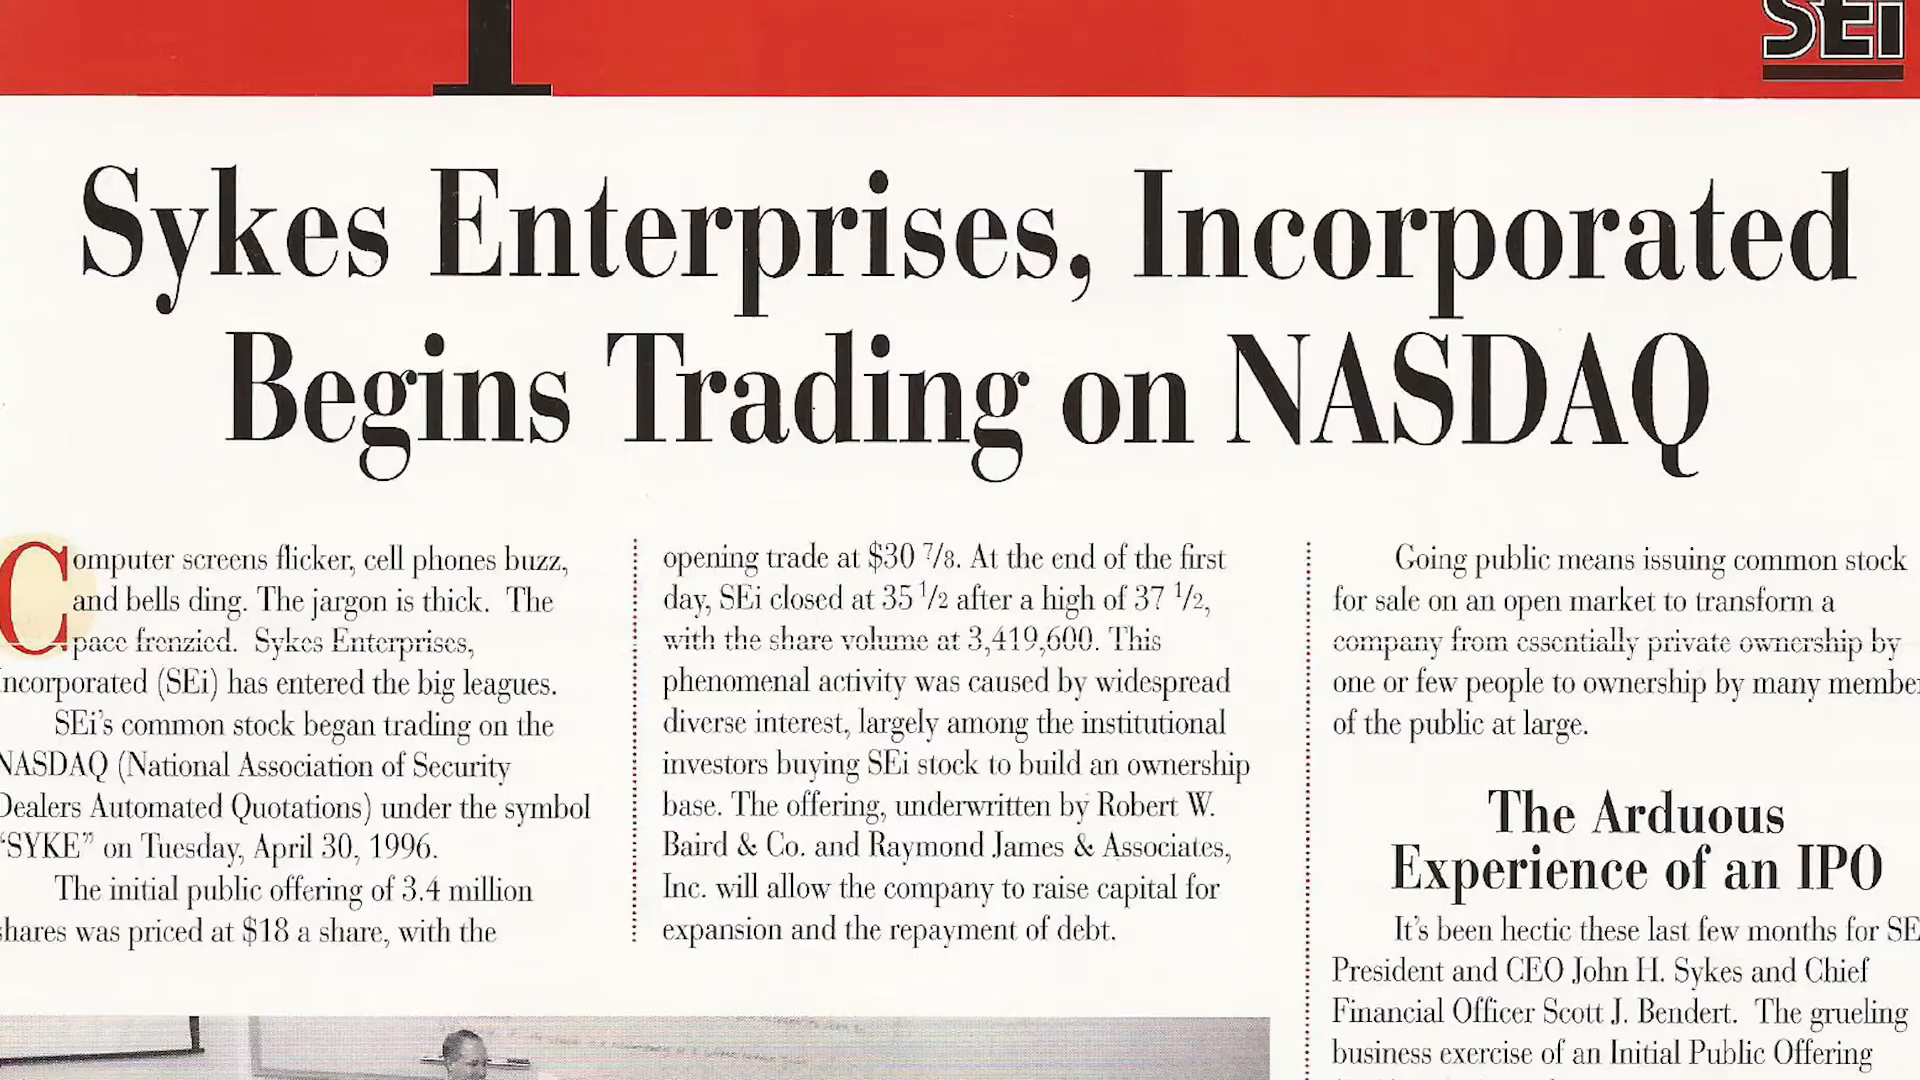 SEi
Sykes Enterprises, Incorporated
Begins Trading on NASDAQ
Computer screens flicker, cell phones buzz,
and bells ding. The jargon is thick. The
pace frenzied. Sykes Enterprises,
ncorporated (SEi) has entered the big leagues.
SEi's common stock began trading on the
NASDAQ (National Association of Security
Dealers Automated Quotations) under the symbol
"SYKE" on Tuesday, April 30, 1996.
The initial public offering of 3.4 million
shares was priced at $18 a share, with the
opening trade at $30 7/8. At the end of the first
day, SEi closed at 35 1/2 after a high of 37 1/2,
with the share volume at 3,419,600. This
phenomenal activity was caused by widespread
diverse interest, largely among the institutional
investors buying SEi stock to build an ownership
base. The offering, underwritten by Robert W.
Baird & Co. and Raymond James & Associates,
Inc. will allow the company to raise capital for
expansion and the repayment of debt.
Going public means issuing common stock
for sale on an open market to transform a
company from essentially private ownership by
one or few people to ownership by many membe
of the public at large.
The Arduous
Experience of an IPO
It's been hectic these last few months for SE
President and CEO John H. Sykes and Chief
Financial Officer Scott J. Bendert. The grueling
business exercise of an Initial Public Offering